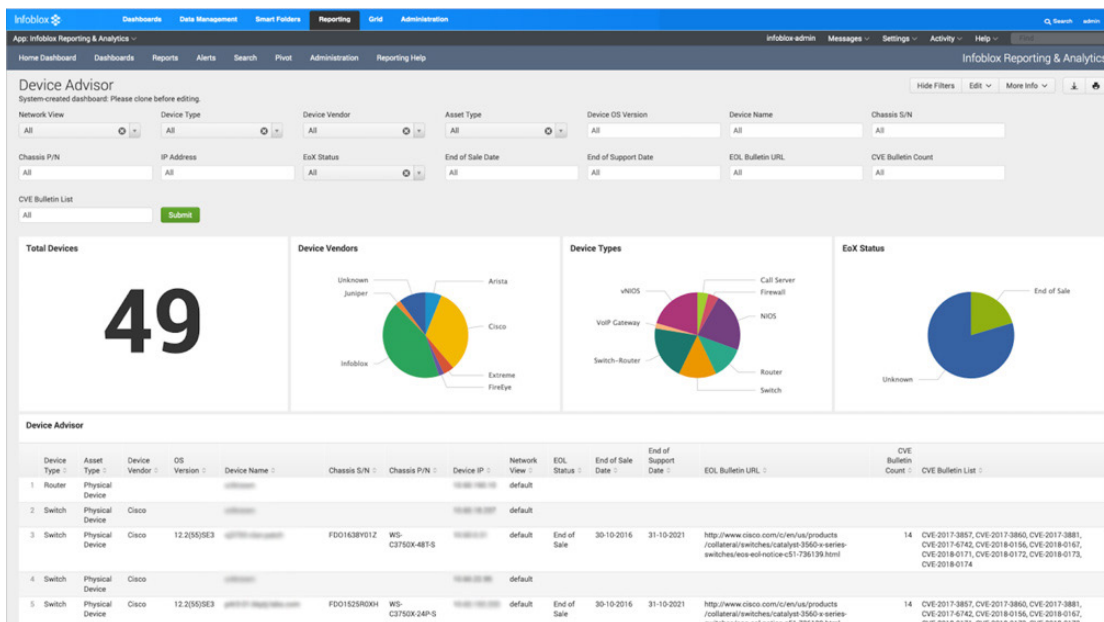 Infoblox
Dashboards Data Management Smart Folders Reporting Grid Administration
Search admin
App: Infoblox Reporting & Analytics
infoblox-admin Messages Settings Activity Help Find
Home Dashboard Dashboards Reports Alerts Search Pivot Administration Reporting Help
Infoblox Reporting & Analytics
Device Advisor
Hide Filters Edit More Info
System-created dashboard: Please clone before editing.
Network View Device Type Device Vendor Asset Type Device OS Version Device Name Chassis S/N
All All All All All All All
Chassis P/N IP Address EoX Status End of Sale Date End of Support Date EOL Bulletin URL CVE Bulletin Count
All All All All All All All
CVE Bulletin List
All Submit
Total Devices
49
Device Vendors
Unknown
Juniper
Arista
Cisco
Infoblox
Extreme
FireEye
Device Types
vNIOS
Call Server
Firewall
NIOS
VoIP Gateway
Switch-Router
Router
Switch
EoX Status
End of Sale
Unknown
Device Advisor
Device Type Asset Type Device Vendor OS Version Device Name Chassis S/N Chassis P/N Device IP Network View EOL Status End of Sale Date End of Support Date EOL Bulletin URL CVE Bulletin Count CVE Bulletin List
1 Router Physical Device default
2 Switch Physical Device Cisco default
3 Switch Physical Device Cisco 12.2(55)SE3 FDO1638Y01Z WS-C3750X-48T-S default End of Sale 30-10-2016 31-10-2021 http://www.cisco.com/c/en/us/products
/collateral/switches/catalyst-3560-x-series-
switches/eos-eol-notice-c51-736139.html
14 CVE-2017-3857, CVE-2017-3860, CVE-2017-3881,
CVE-2017-6742, CVE-2018-0156, CVE-2018-0167,
CVE-2018-0171, CVE-2018-0172, CVE-2018-0173,
CVE-2018-0174
4 Switch Physical Device default
5 Switch Physical Device Cisco 12.2(55)SE3 FDO1525R0XH WS-C3750X-24P-S default End of Sale 30-10-2016 31-10-2021 http://www.cisco.com/c/en/us/products
/collateral/switches/catalyst-3560-x-series-
14 CVE-2017-3857, CVE-2017-3860, CVE-2017-3881,
CVE-2017-6742, CVE-2018-0156, CVE-2018-0167,